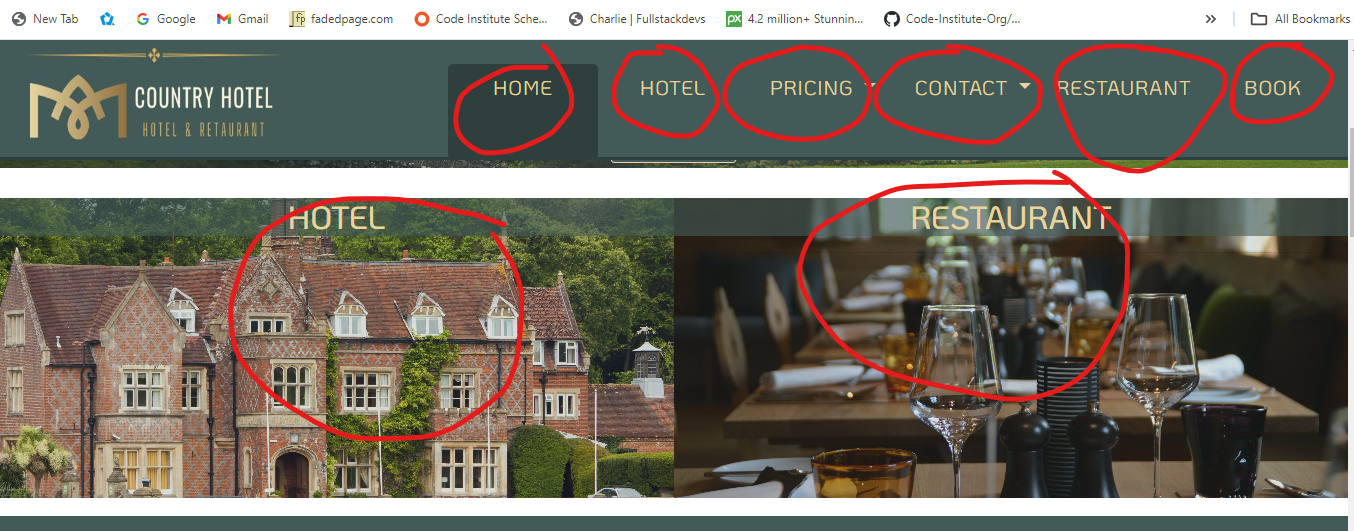 New Tab
Google
Gmail
fadedpage.com
Code Institute Sche...
Charlie | Fullstackdevs
4.2 million+ Stunnin...
Code-Institute-Org/...
»
All Bookmarks
COUNTRY HOTEL
HOTEL & RETAURANT
HOME
HOTEL
PRICING
CONTACT
RESTAURANT
BOOK
HOTEL
RESTAURANT